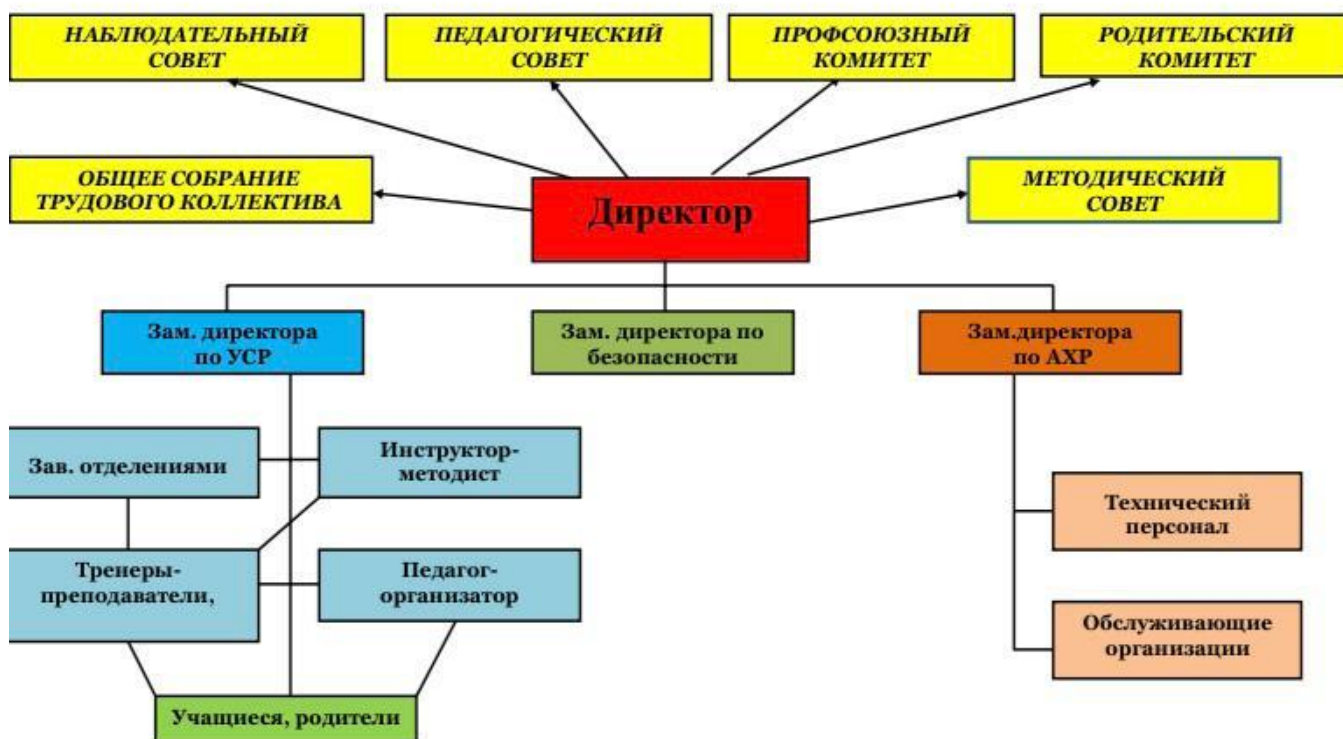 НАБЛЮДАТЕЛЬНЫЙ
СОВЕТ
ПЕДАГОГИЧЕСКИЙ
СОВЕТ
ПРОФСОЮЗНЫЙ
КОМИТЕТ
РОДИТЕЛЬСКИЙ
КОМИТЕТ
ОБЩЕЕ СОБРАНИЕ
ТРУДОВОГО КОЛЛЕКТИВА
Директор
МЕТОДИЧЕСКИЙ
СОВЕТ
Зам. директора
по УСР
Зам. директора по
безопасности
Зам.директора
по АХР
Зав. отделениями
Инструктор-
методист
Технический
персонал
Тренеры-
преподаватели,
Педагог-
организатор
Обслуживающие
организации
Учащиеся, родители